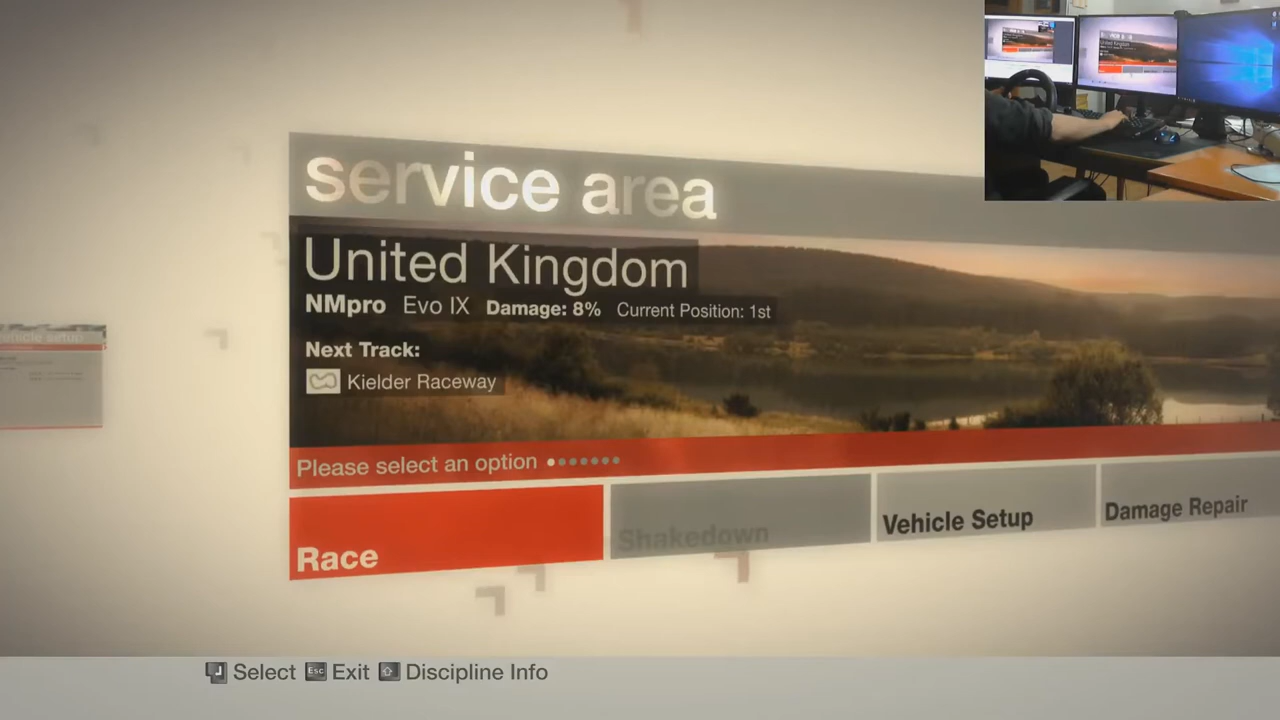 service area
United Kingdom
NMpro Evo IX Damage: 8% Current Position: 1st
Next Track:
Kielder Raceway
Please select an option
Race
Shakedown
Vehicle Setup
Damage Repair
Select Esc Exit Discipline Info